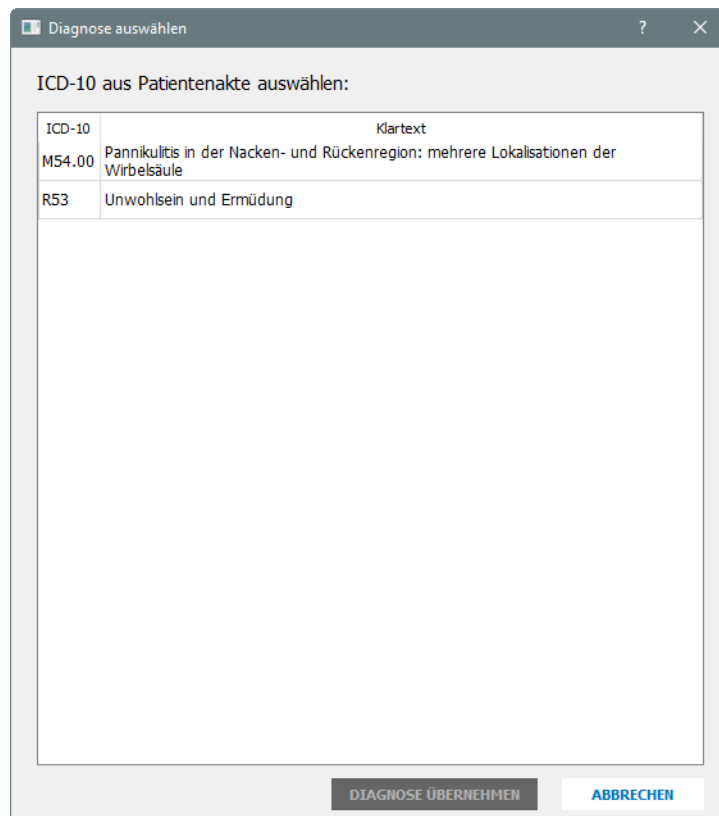 Diagnose auswählen ?
ICD-10 aus Patientenakte auswählen:
ICD-10 Klartext
M54.00 Pannikulitis in der Nacken- und Rückenregion: mehrere Lokalisationen der
Wirbelsäule
R53 Unwohlsein und Ermüdung
DIAGNOSE ÜBERNEHMEN ABBRECHEN